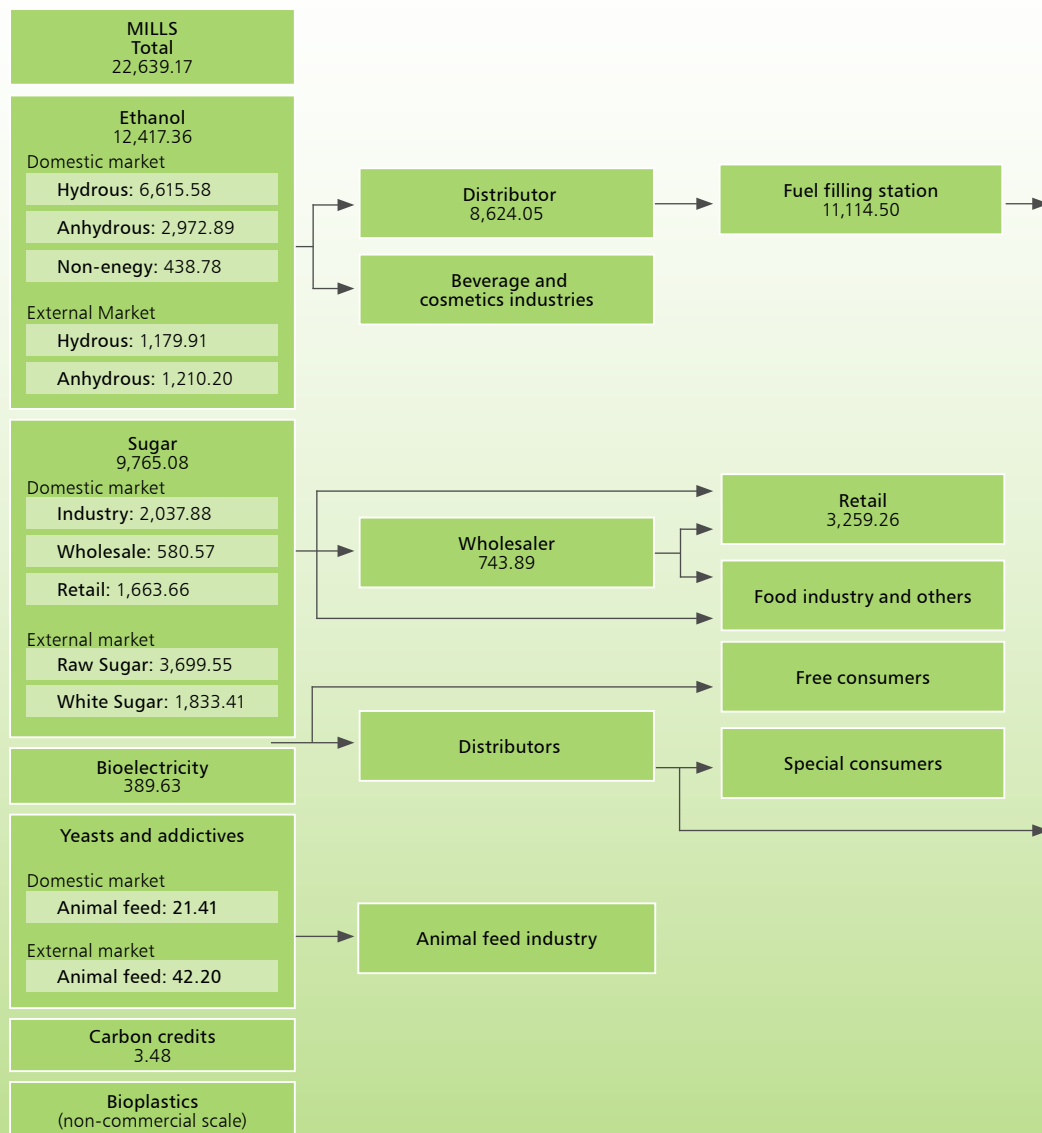 MILLS
Total
22,639.17
Ethanol
12,417.36
Domestic market
Hydrous: 6,615.58
Anhydrous: 2,972.89
Non-enegy: 438.78
External Market
Hydrous: 1,179.91
Anhydrous: 1,210.20
Distributor
8,624.05
Fuel filling station
11,114.50
Beverage and
cosmetics industries
Sugar
9,765.08
Domestic market
Industry: 2,037.88
Wholesale: 580.57
Retail: 1,663.66
External market
Raw Sugar: 3,699.55
White Sugar: 1,833.41
Wholesaler
743.89
Retail
3,259.26
Food industry and others
Free consumers
Distributors
Special consumers
Bioelectricity
389.63
Yeasts and addictives
Domestic market
Animal feed: 21.41
External market
Animal feed: 42.20
Animal feed industry
Carbon credits
3.48
Bioplastics
(non-commercial scale)